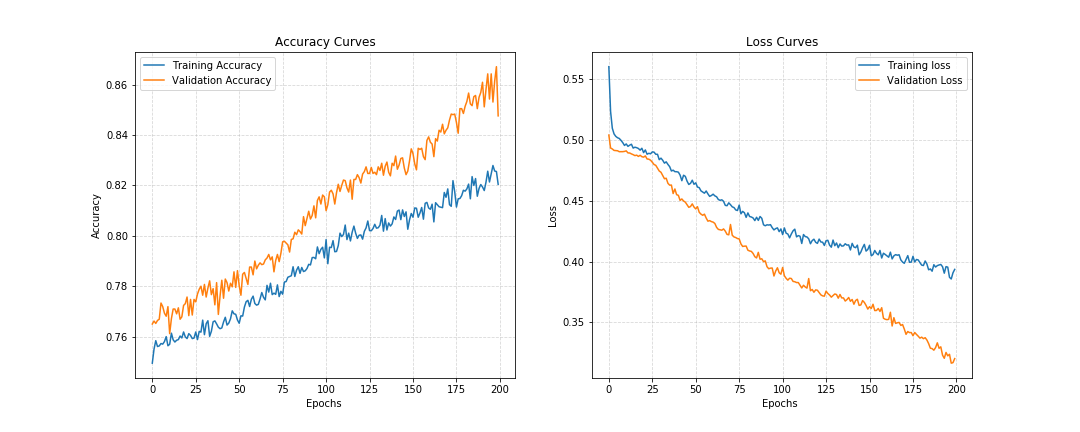 Accuracy Curves
Training Accuracy
Validation Accuracy
Accuracy
0.86
0.84
0.82
0.80
0.78
0.76
0 25 50 75 100 125 150 175 200
Epochs
Loss Curves
Training loss
Validation Loss
Loss
0.55
0.50
0.45
0.40
0.35
0 25 50 75 100 125 150 175 200
Epochs